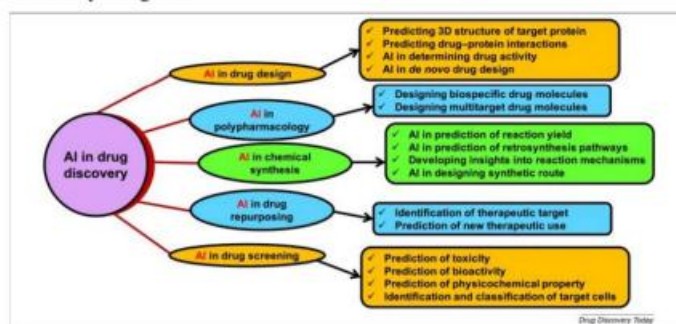 AI in drug discovery
AI in drug design
Predicting 3D structure of target protein
Predicting drug–protein interactions
AI in determining drug activity
AI in de novo drug design
AI in polypharmacology
Designing biospecific drug molecules
Designing multitarget drug molecules
AI in chemical synthesis
AI in prediction of reaction yield
AI in prediction of retrosynthesis pathways
Developing insights into reaction mechanisms
AI in designing synthetic route
AI in drug repurposing
Identification of therapeutic target
Prediction of new therapeutic use
AI in drug screening
Prediction of toxicity
Prediction of bioactivity
Prediction of physicochemical property
Identification and classification of target cells
Drug Discovery Today